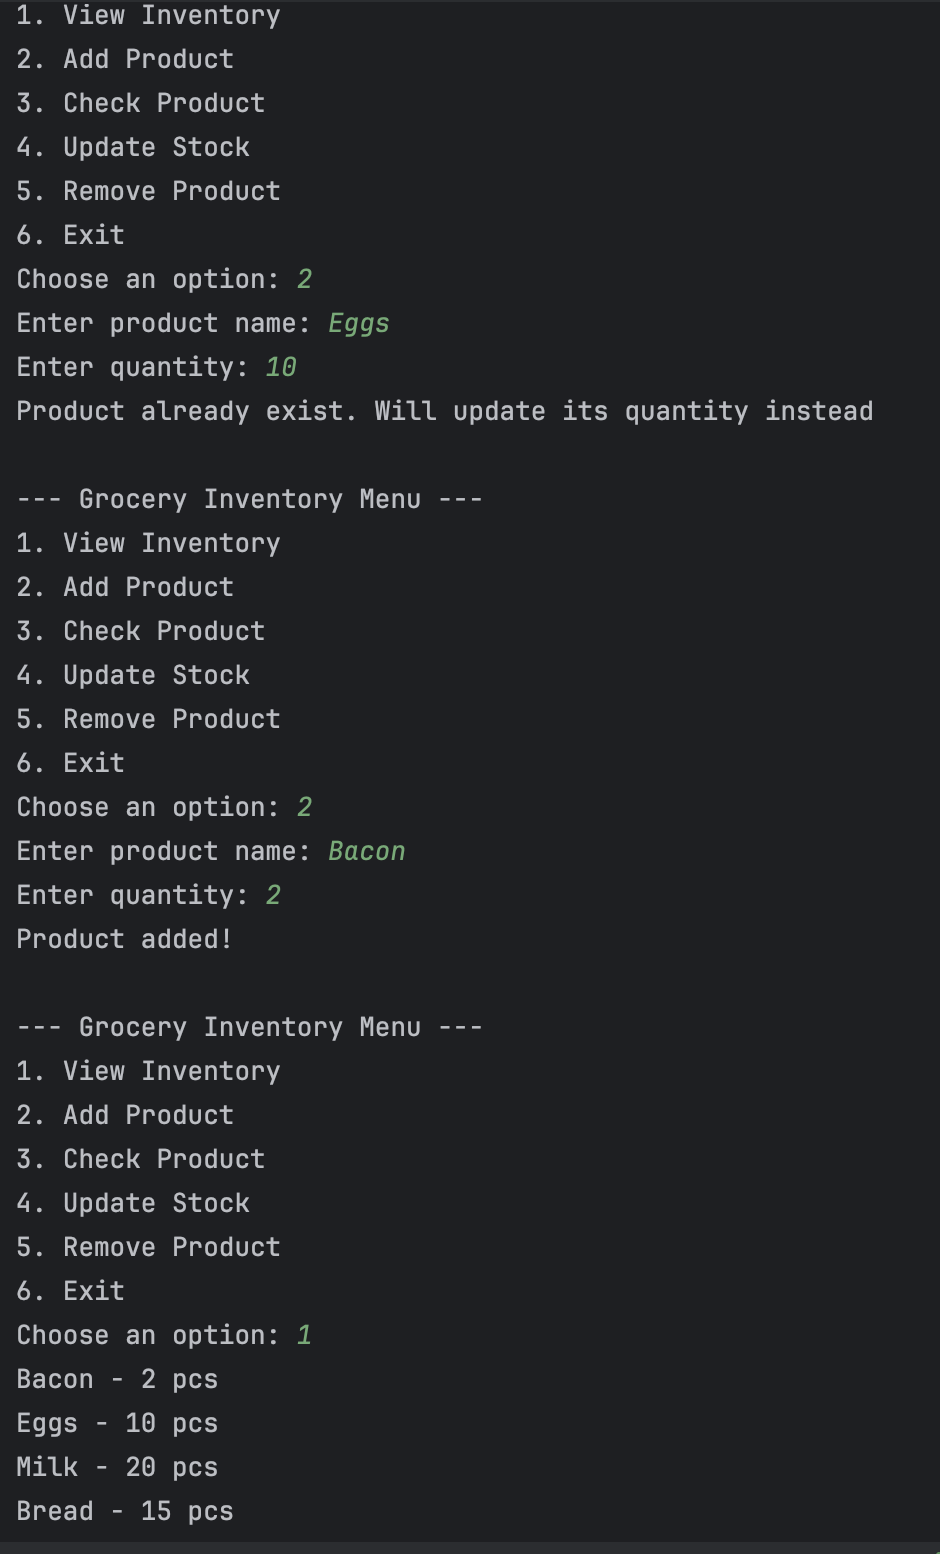 1. View Inventory
2. Add Product
3. Check Product
4. Update Stock
5. Remove Product
6. Exit
Choose an option: 2
Enter product name: Eggs
Enter quantity: 10
Product already exist. Will update its quantity instead
--- Grocery Inventory Menu ---
1. View Inventory
2. Add Product
3. Check Product
4. Update Stock
5. Remove Product
6. Exit
Choose an option: 2
Enter product name: Bacon
Enter quantity: 2
Product added!
--- Grocery Inventory Menu ---
1. View Inventory
2. Add Product
3. Check Product
4. Update Stock
5. Remove Product
6. Exit
Choose an option: 1
Bacon - 2 pcs
Eggs - 10 pcs
Milk - 20 pcs
Bread - 15 pcs